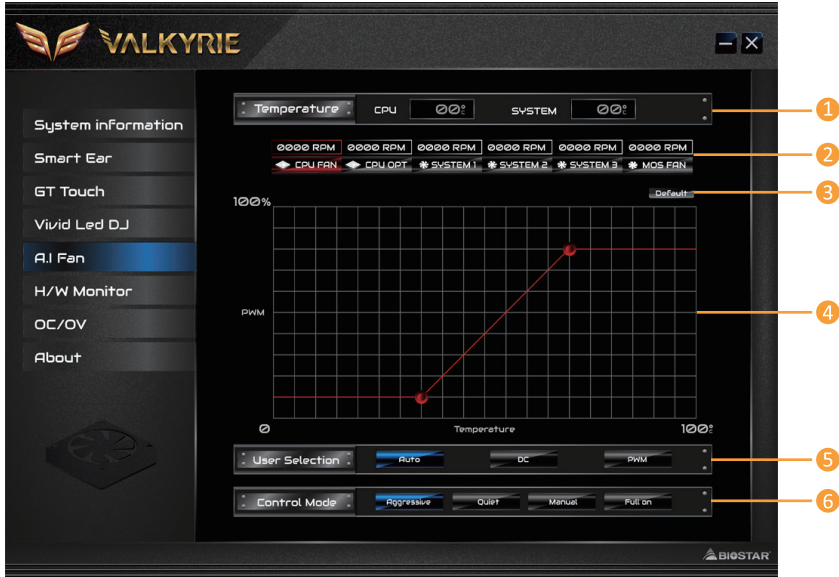 VALKYRIE
System information
Smart Ear
GT Touch
Vivid Led DJ
A.I Fan
H/W Monitor
OC/OV
About
Temperature CPU 00°C SYSTEM 00°C
1
0000 RPM 0000 RPM 0000 RPM 0000 RPM 0000 RPM 0000 RPM
CPU FAN CPU OPT SYSTEM 1 SYSTEM 2 SYSTEM 3 MOS FAN
2
Default
3
100%
PWM
4
0 Temperature 100°C
User Selection Auto DC PWM
5
Control Mode Aggressive Quiet Manual Full on
6
BIOSTAR